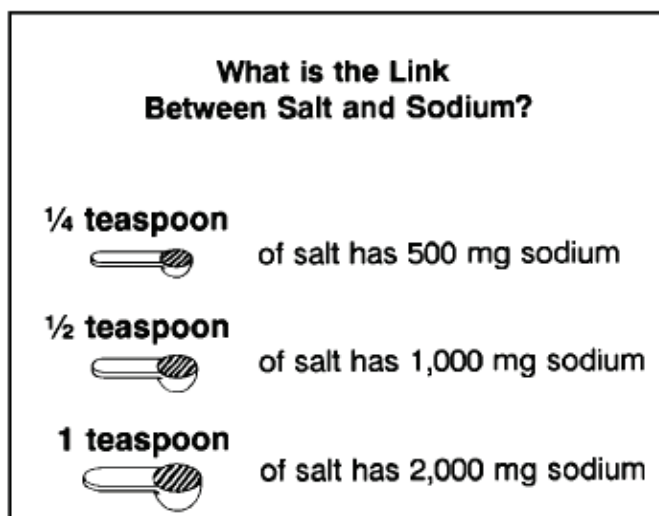 What is the Link
Between Salt and Sodium?
¼ teaspoon
of salt has 500 mg sodium
½ teaspoon
of salt has 1,000 mg sodium
1 teaspoon
of salt has 2,000 mg sodium